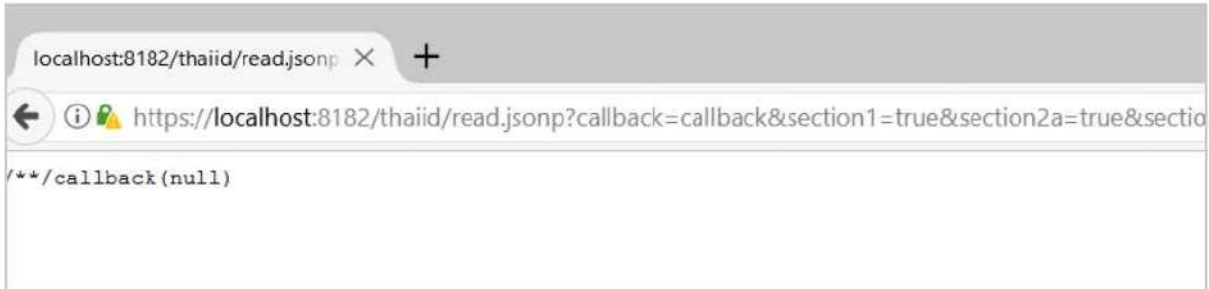 localhost:8182/thaiid/read.jsonp
https://localhost:8182/thaiid/read.jsonp?callback=callback&section1=true&section2a=true&sectio
/**/callback(null)